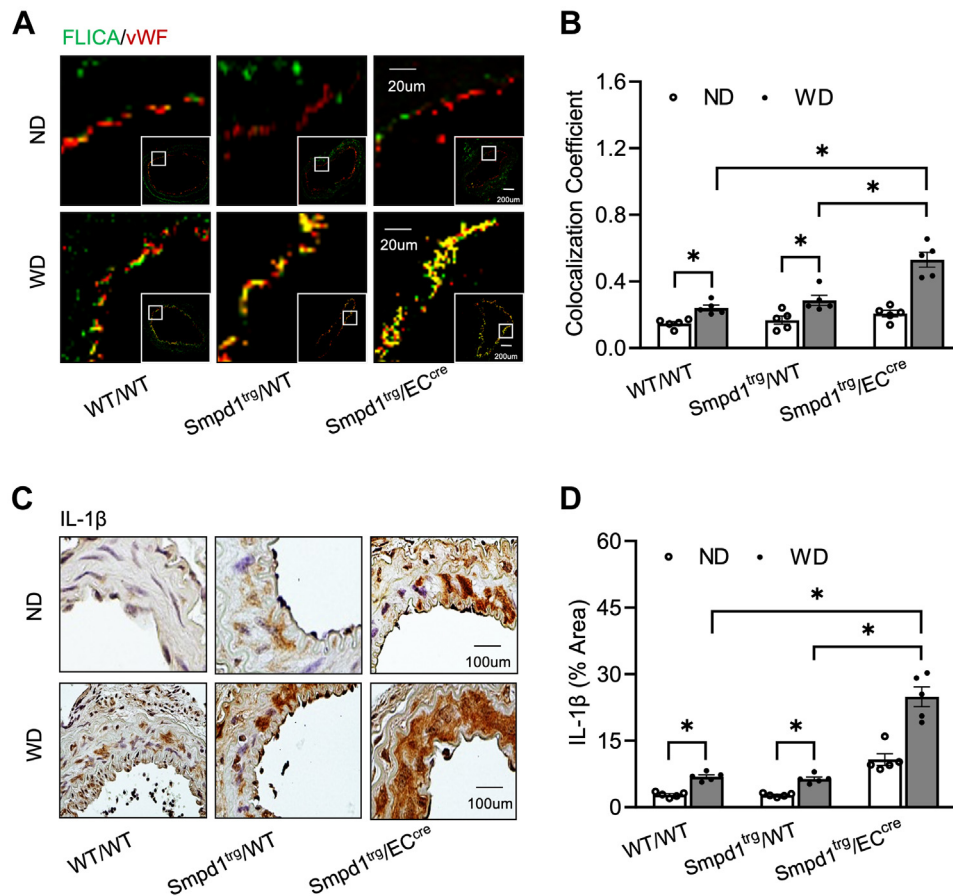 A
FLICA/vWF
ND
20um
200um
WD
20um
200um
WT/WT
Smpd1trg/WT
Smpd1trg/ECcre
B
Colocalization Coefficient
1.6
1.2
0.8
0.4
0.0
ND
WD
*
*
*
*
WT/WT
Smpd1trg/WT
Smpd1trg/ECcre
C
IL-1β
ND
100um
WD
100um
WT/WT
Smpd1trg/WT
Smpd1trg/ECcre
D
IL-1β (% Area)
60
45
30
15
0
ND
WD
*
*
*
*
WT/WT
Smpd1trg/WT
Smpd1trg/ECcre